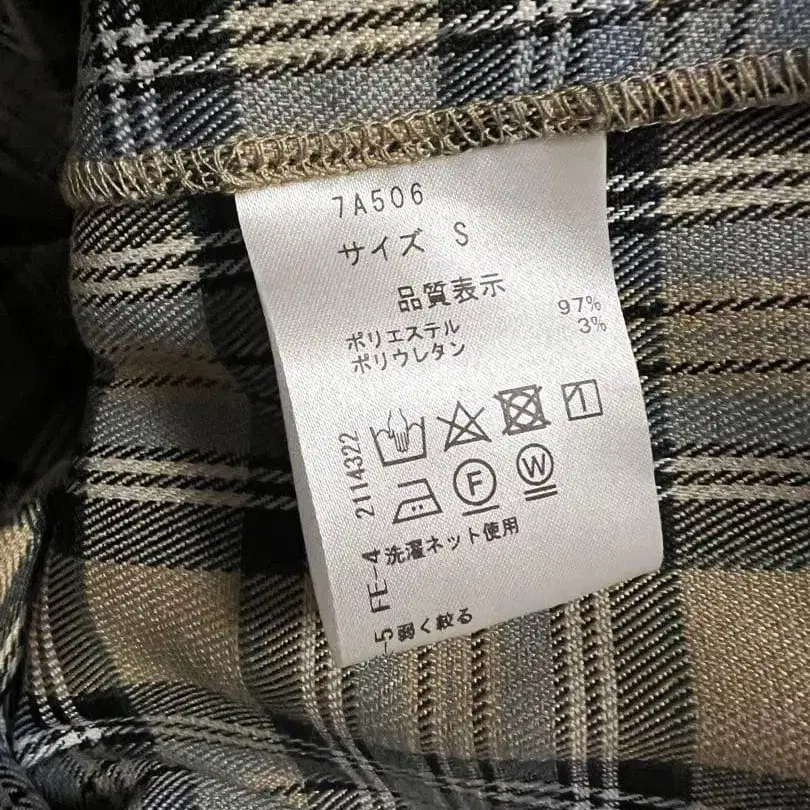 7A506
サイズ S
品質表示
ポリエステル 97%
ポリウレタン 3%
F W
洗濯ネット使用
弱く絞る
2114322
-5 FE-4